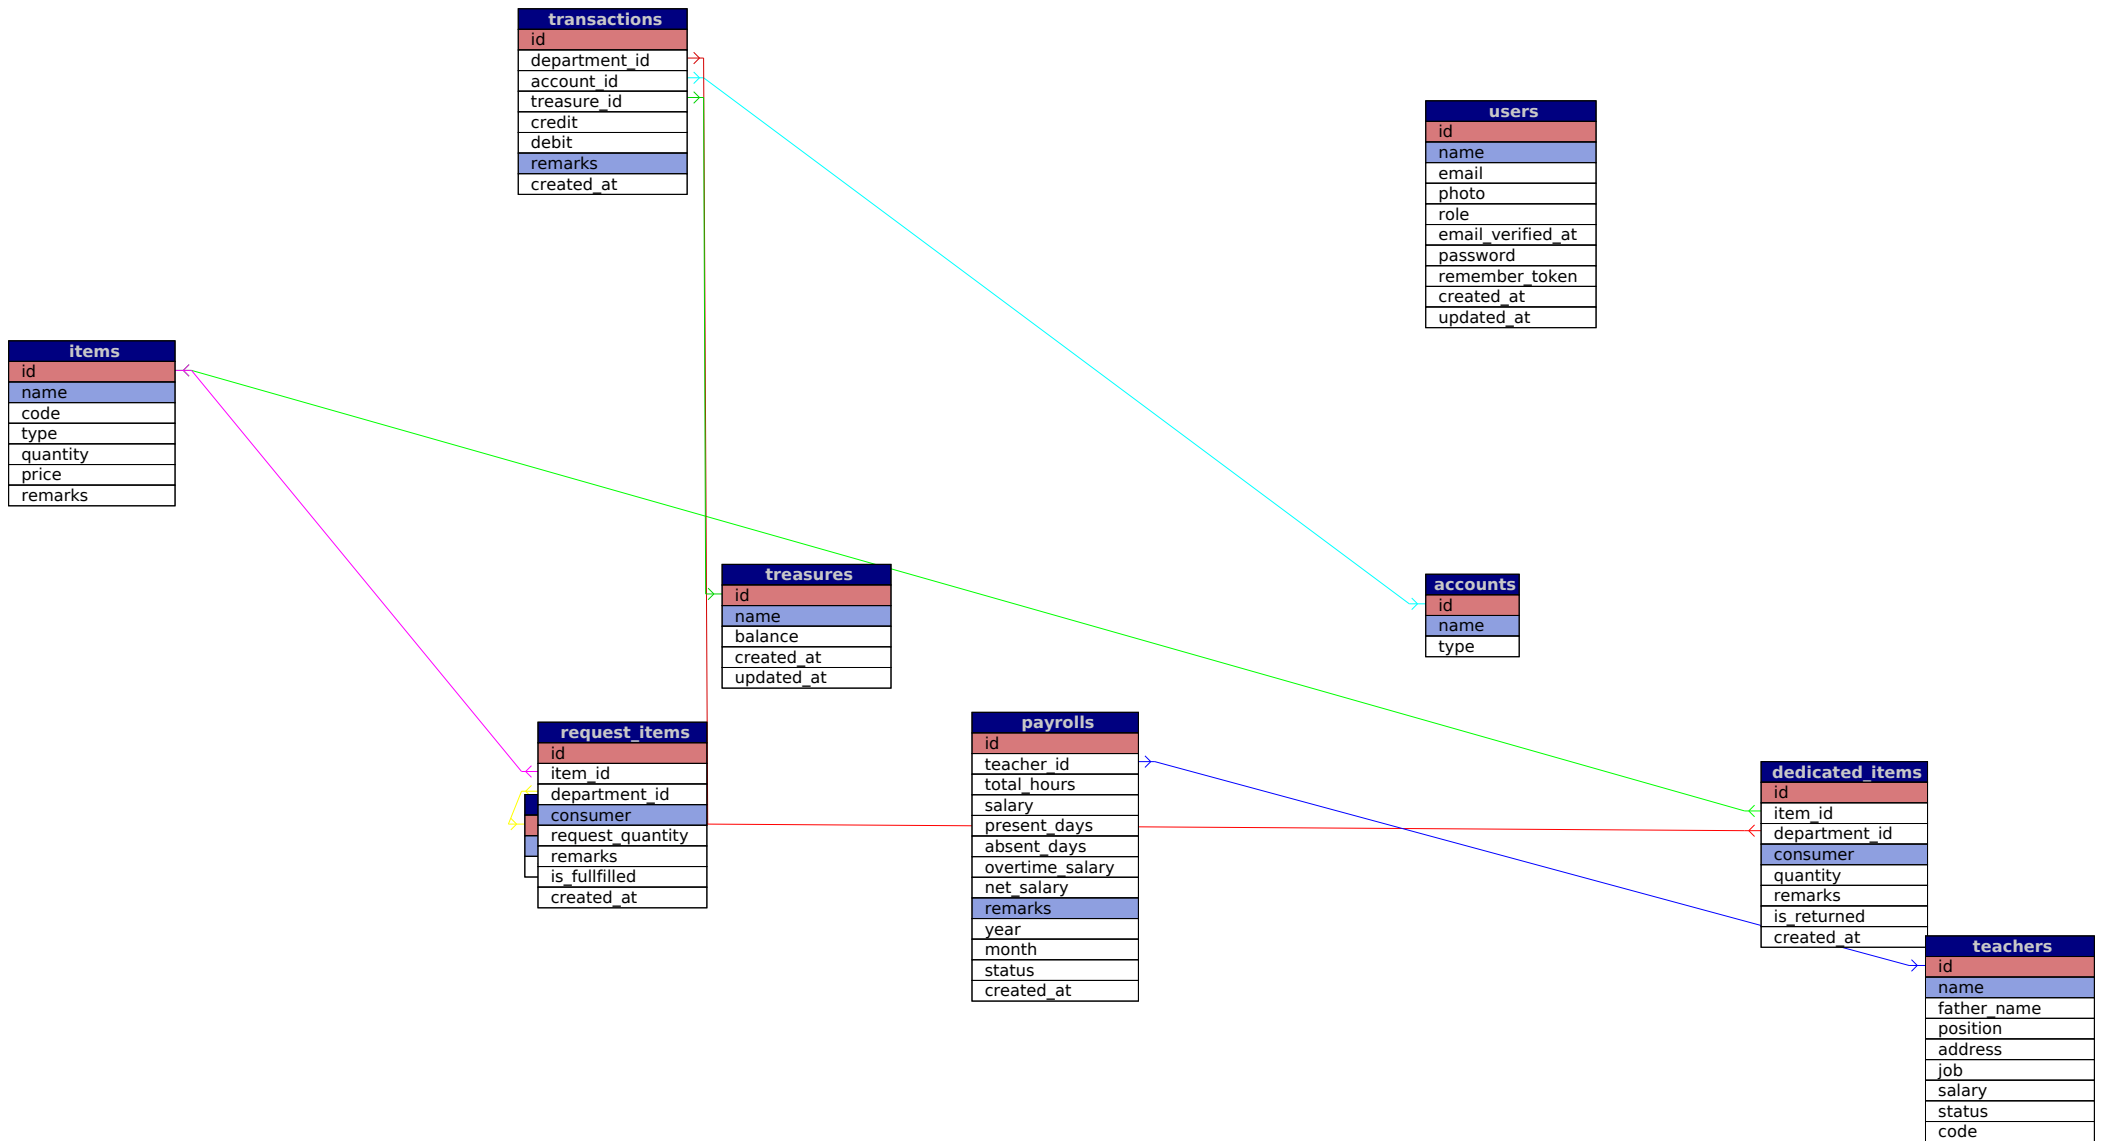 transactions
id
department_id
account_id
treasure_id
credit
debit
remarks
created_at
users
id
name
email
photo
role
email_verified_at
password
remember_token
created_at
updated_at
items
id
name
code
type
quantity
price
remarks
treasures
id
name
balance
created_at
updated_at
accounts
id
name
type
request_items
id
item_id
department_id
consumer
request_quantity
remarks
is_fullfilled
created_at
payrolls
id
teacher_id
total_hours
salary
present_days
absent_days
overtime_salary
net_salary
remarks
year
month
status
created_at
dedicated_items
id
item_id
department_id
consumer
quantity
remarks
is_returned
created_at
teachers
id
name
father_name
position
address
job
salary
status
code